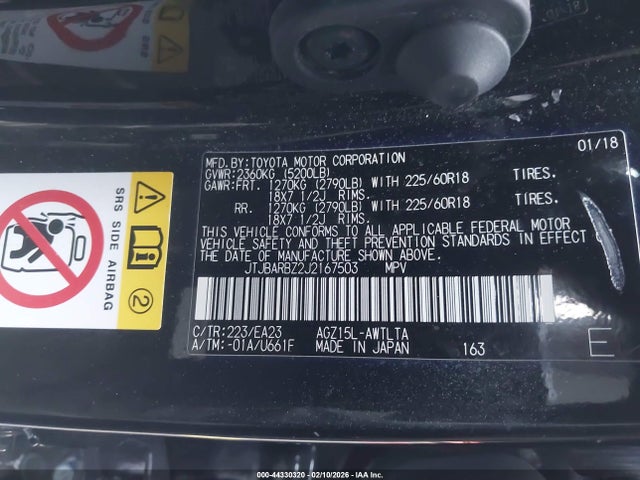 01/18
MFD. BY: TOYOTA MOTOR CORPORATION
GVWR: 2360KG (5200LB)
GAWR: FRT. 1270KG (2790LB) WITH 225/60R18 TIRES.
18X7 1/2J RIMS.
RR. 1270KG (2790LB) WITH 225/60R18 TIRES.
18X7 1/2J RIMS.
THIS VEHICLE CONFORMS TO ALL APPLICABLE FEDERAL MOTOR
VEHICLE SAFETY AND THEFT PREVENTION STANDARDS IN EFFECT
ON THE DATE OF MANUFACTURE SHOWN ABOVE.
JTJBARBZ2J2167503 MPV
C/TR: 223/EA23 AGZ15L-AWTLTA
A/TM: -01A/U661F MADE IN JAPAN 163 E
SRS SIDE AIRBAG
2
000-44330320 - 02/10/2026 - IAA Inc.